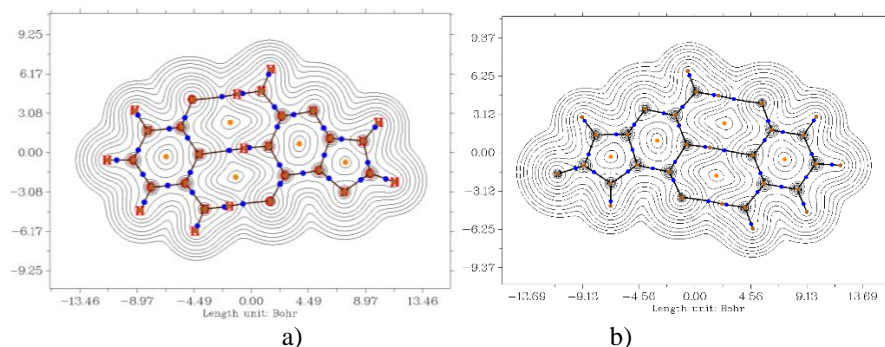 9.25
6.17
3.08
0.00
−3.08
−6.17
−9.25
−13.46 −8.97 −4.49 0.00 4.49 8.97 13.46
Length unit: Bohr
a)
9.37
6.25
3.12
0.00
−3.13
−6.25
−9.37
−13.69 −9.13 −4.56 0.00 4.56 9.13 13.69
Length unit: Bohr
b)